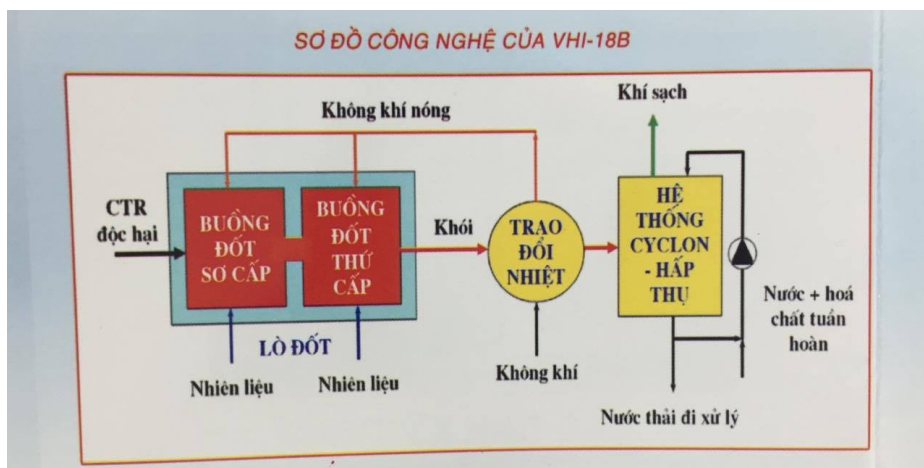 SƠ ĐỒ CÔNG NGHỆ CỦA VHI-18B
Khí sạch
Không khí nóng
CTR
độc hại
BUỒNG
ĐỐT
SƠ CẤP
BUỒNG
ĐỐT
THỨ
CẤP
Khói
TRAO
ĐỔI
NHIỆT
HỆ
THỐNG
CYCLON
- HẤP
THỤ
Nước + hoá
chất tuần
hoàn
LÒ ĐỐT
Nhiên liệu
Nhiên liệu
Không khí
Nước thải đi xử lý